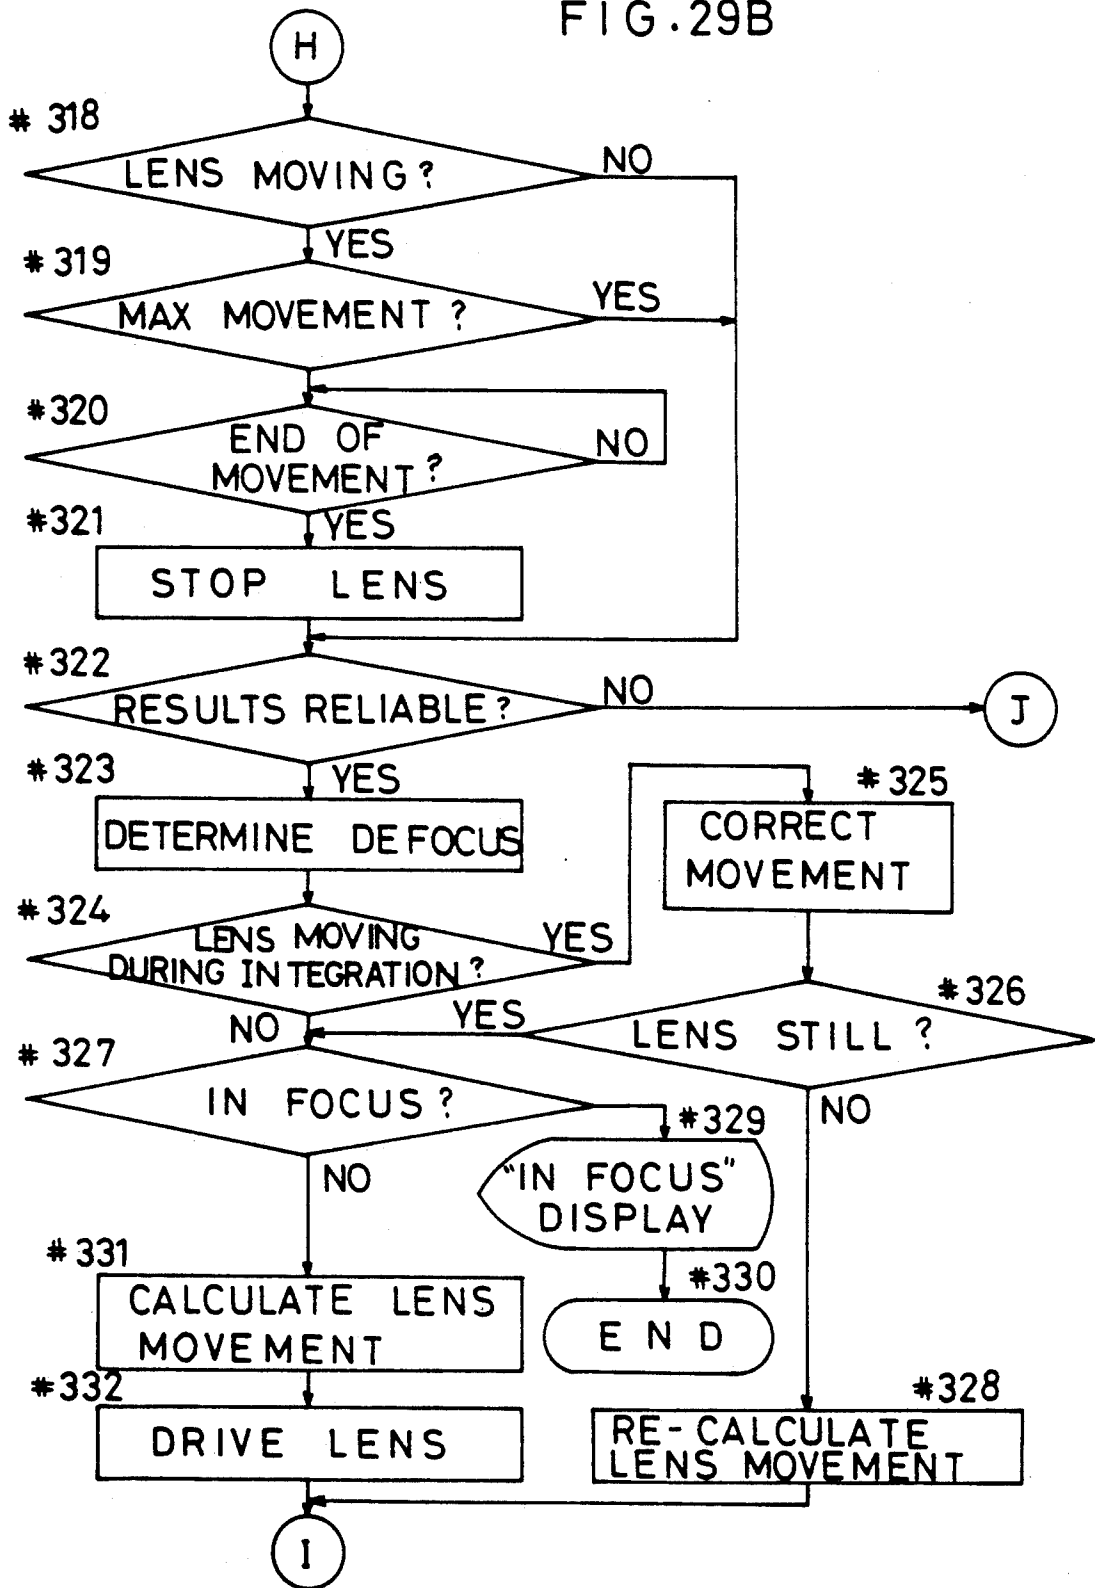 FIG.29B
H
# 318
LENS MOVING?
NO
YES
# 319
MAX MOVEMENT?
YES
#320
END OF
MOVEMENT?
NO
#321
YES
STOP LENS
#322
RESULTS RELIABLE?
NO
J
#323
YES
DETERMINE DEFOCUS
#325
CORRECT
MOVEMENT
#324
LENS MOVING
DURING INTEGRATION?
YES
NO
YES
#326
LENS STILL?
# 327
IN FOCUS?
NO
NO
#329
"IN FOCUS"
DISPLAY
#331
#330
CALCULATE LENS
MOVEMENT
END
#332
DRIVE LENS
#328
RE-CALCULATE
LENS MOVEMENT
I